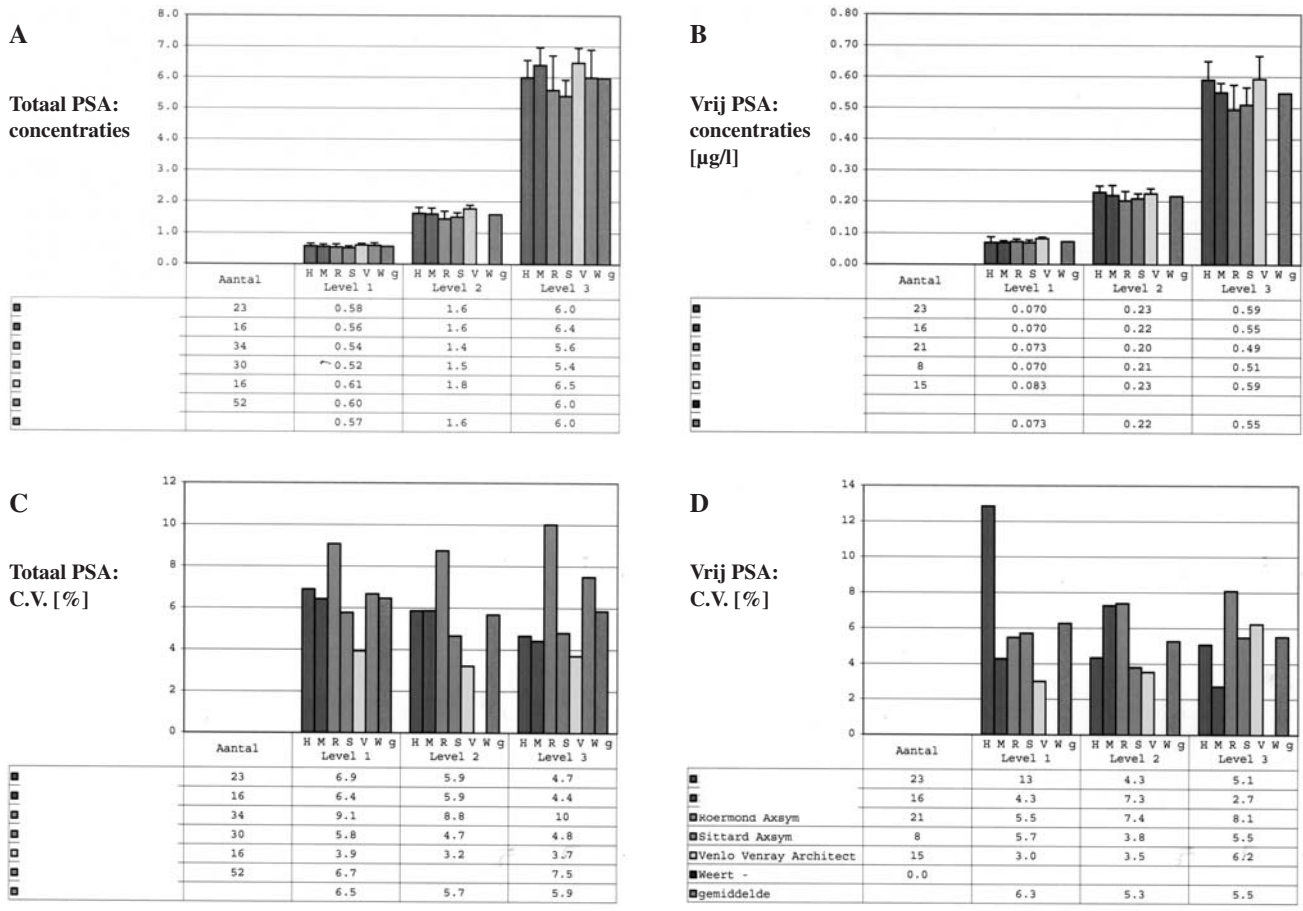 A
Totaal PSA:
concentraties
8.0
7.0
6.0
5.0
4.0
3.0
2.0
1.0
0.0
Aantal
H M R S V W g H M R S V W g H M R S V W g
Level 1 Level 2 Level 3
23 0.58 1.6 6.0
16 0.56 1.6 6.4
34 0.54 1.4 5.6
30 0.52 1.5 5.4
16 0.61 1.8 6.5
52 0.60 6.0
0.57 1.6 6.0
B
Vrij PSA:
concentraties
[µg/l]
0.80
0.70
0.60
0.50
0.40
0.30
0.20
0.10
0.00
Aantal
H M R S V W g H M R S V W g H M R S V W g
Level 1 Level 2 Level 3
23 0.070 0.23 0.59
16 0.070 0.22 0.55
21 0.073 0.20 0.49
8 0.070 0.21 0.51
15 0.083 0.23 0.59
0.073 0.22 0.55
C
Totaal PSA:
C.V. [%]
12
10
8
6
4
2
0
Aantal
H M R S V W g H M R S V W g H M R S V W g
Level 1 Level 2 Level 3
23 6.9 5.9 4.7
16 6.4 5.9 4.4
34 9.1 8.8 10
30 5.8 4.7 4.8
16 3.9 3.2 3.7
52 6.7 7.5
6.5 5.7 5.9
D
Vrij PSA:
C.V. [%]
14
12
10
8
6
4
2
0
Aantal
H M R S V W g H M R S V W g H M R S V W g
Level 1 Level 2 Level 3
23 13 4.3 5.1
16 4.3 7.3 2.7
Roermond Axsym 21 5.5 7.4 8.1
Sittard Axsym 8 5.7 3.8 5.5
Venlo Venray Architect 15 3.0 3.5 6.2
Weert - 0.0
gemiddelde 6.3 5.3 5.5